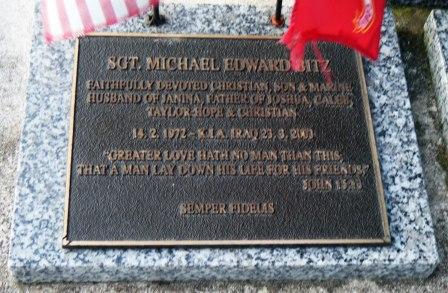 SGT. MICHAEL EDWARD BITZ
FAITHFULLY DEVOTED CHRISTIAN, SON & MARINE
HUSBAND OF JANINA, FATHER OF JOSHUA, CALEB,
TAYLOR-HOPE & CHRISTIAN
14. 2. 1972 - K.I.A. IRAQ 23. 3. 2003
"GREATER LOVE HATH NO MAN THAN THIS,
THAT A MAN LAY DOWN HIS LIFE FOR HIS FRIENDS"
JOHN 15:13
SEMPER FIDELIS